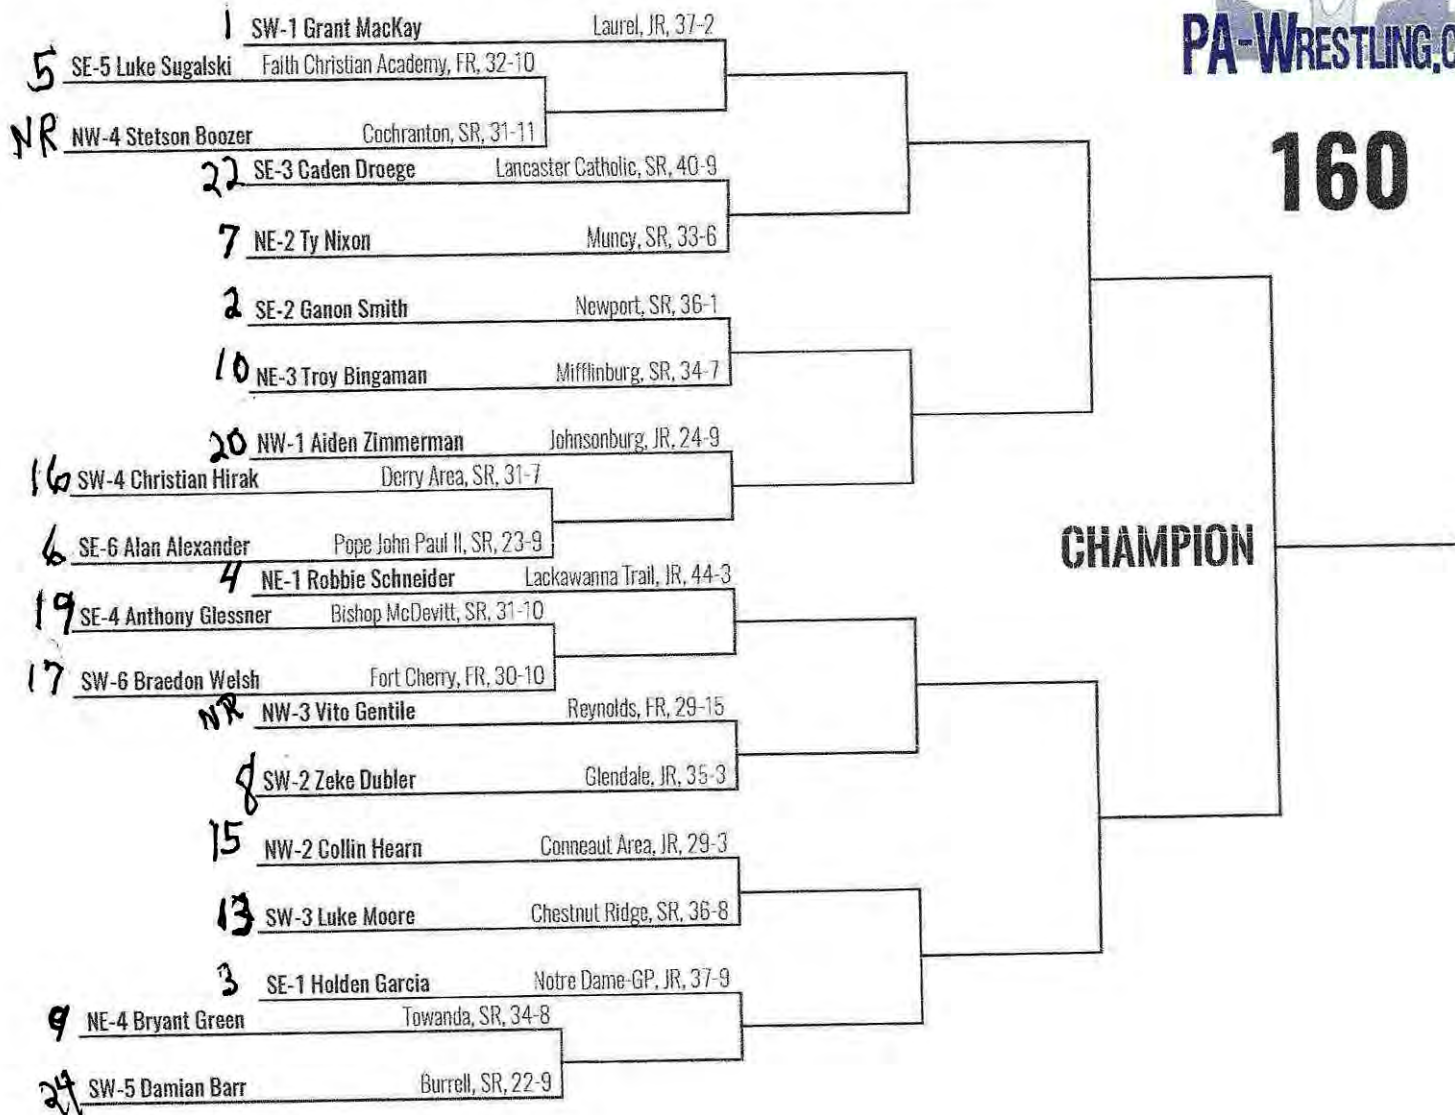 PA-WRESTLING.C
160
1 SW-1 Grant MacKay Laurel, JR, 37-2
5 SE-5 Luke Sugalski Faith Christian Academy, FR, 32-10
NR NW-4 Stetson Boozer Cochranton, SR, 31-11
22 SE-3 Caden Droege Lancaster Catholic, SR, 40-9
7 NE-2 Ty Nixon Muncy, SR, 33-6
2 SE-2 Ganon Smith Newport, SR, 36-1
10 NE-3 Troy Bingaman Mifflinburg, SR, 34-7
20 NW-1 Aiden Zimmerman Johnsonburg, JR, 24-9
16 SW-4 Christian Hirak Derry Area, SR, 31-7
6 SE-6 Alan Alexander Pope John Paul II, SR, 23-9
CHAMPION
4 NE-1 Robbie Schneider Lackawanna Trail, JR, 44-3
19 SE-4 Anthony Glessner Bishop McDevitt, SR, 31-10
17 SW-6 Braedon Welsh Fort Cherry, FR, 30-10
NR NW-3 Vito Gentile Reynolds, FR, 29-15
8 SW-2 Zeke Dubler Glendale, JR, 35-3
15 NW-2 Collin Hearn Conneaut Area, JR, 29-3
13 SW-3 Luke Moore Chestnut Ridge, SR, 36-8
3 SE-1 Holden Garcia Notre Dame-GP, JR, 37-9
9 NE-4 Bryant Green Towanda, SR, 34-8
24 SW-5 Damian Barr Burrell, SR, 22-9